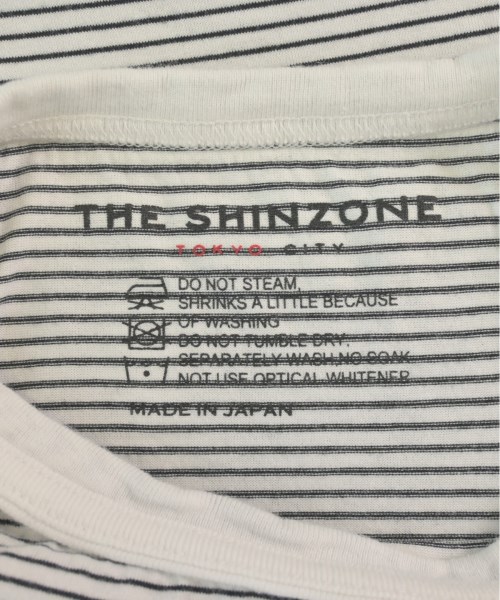 THE SHINZONE
TOKYO CITY
DO NOT STEAM,
SHRINKS A LITTLE BECAUSE
OF WASHING
DO NOT TUMBLE DRY.
SEPARATELY WASH NO SOAK
NOT USE OPTICAL WHITENER
MADE IN JAPAN